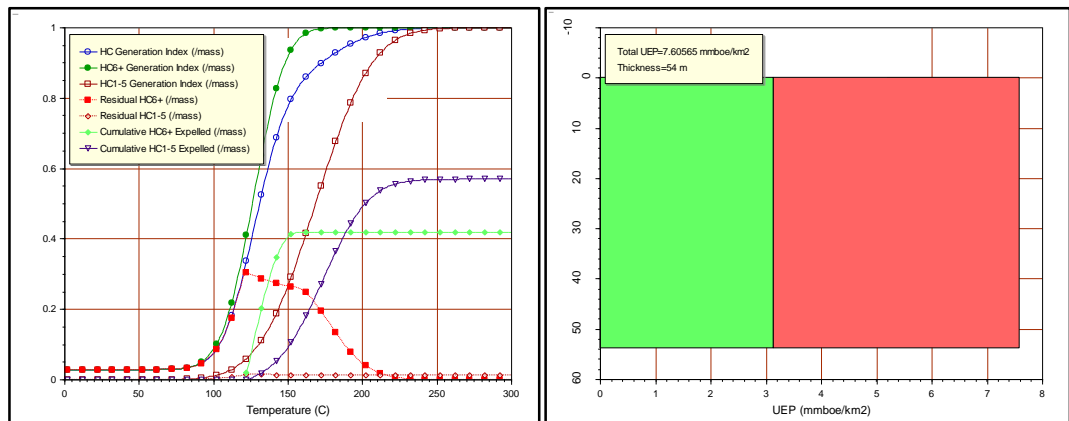 1
0.8
0.6
0.4
0.2
0
HC Generation Index (/mass)
HC6+ Generation Index (/mass)
HC1-5 Generation Index (/mass)
Residual HC6+ (/mass)
Residual HC1-5 (/mass)
Cumulative HC6+ Expelled (/mass)
Cumulative HC1-5 Expelled (/mass)
0 50 100 150 200 250 300
Temperature (C)
-10
0
10
20
30
40
50
60
Total UEP=7.60565 mmboe/km2
Thickness=54 m
0 1 2 3 4 5 6 7 8
UEP (mmboe/km2)